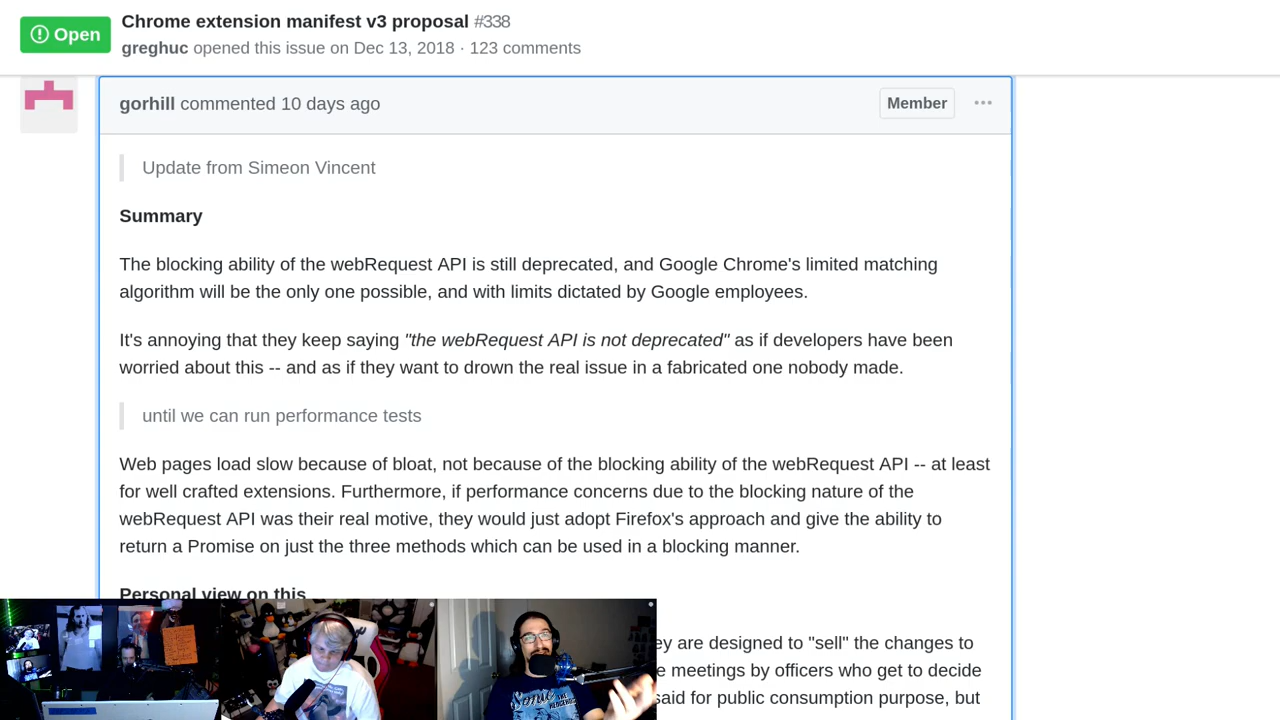 Open
Chrome extension manifest v3 proposal #338
greghuc opened this issue on Dec 13, 2018 · 123 comments
gorhill commented 10 days ago
Member
Update from Simeon Vincent
Summary
The blocking ability of the webRequest API is still deprecated, and Google Chrome's limited matching
algorithm will be the only one possible, and with limits dictated by Google employees.
It's annoying that they keep saying "the webRequest API is not deprecated" as if developers have been
worried about this -- and as if they want to drown the real issue in a fabricated one nobody made.
until we can run performance tests
Web pages load slow because of bloat, not because of the blocking ability of the webRequest API -- at least
for well crafted extensions. Furthermore, if performance concerns due to the blocking nature of the
webRequest API was their real motive, they would just adopt Firefox's approach and give the ability to
return a Promise on just the three methods which can be used in a blocking manner.
Personal view on this
ey are designed to "sell" the changes to
e meetings by officers who get to decide
said for public consumption purpose, but
Sonic